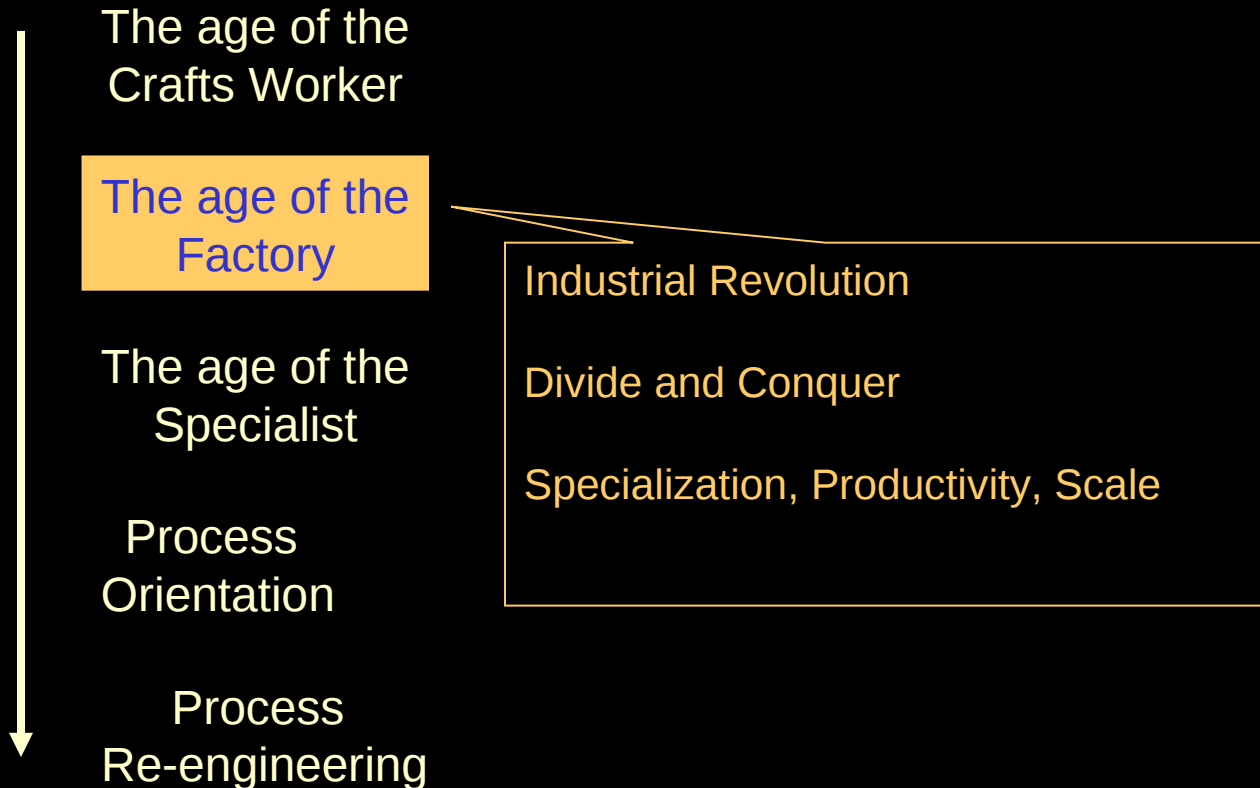 The age of the
Crafts Worker
The age of the
Factory
Industrial Revolution
Divide and Conquer
Specialization, Productivity, Scale
The age of the
Specialist
Process
Orientation
Process
Re-engineering